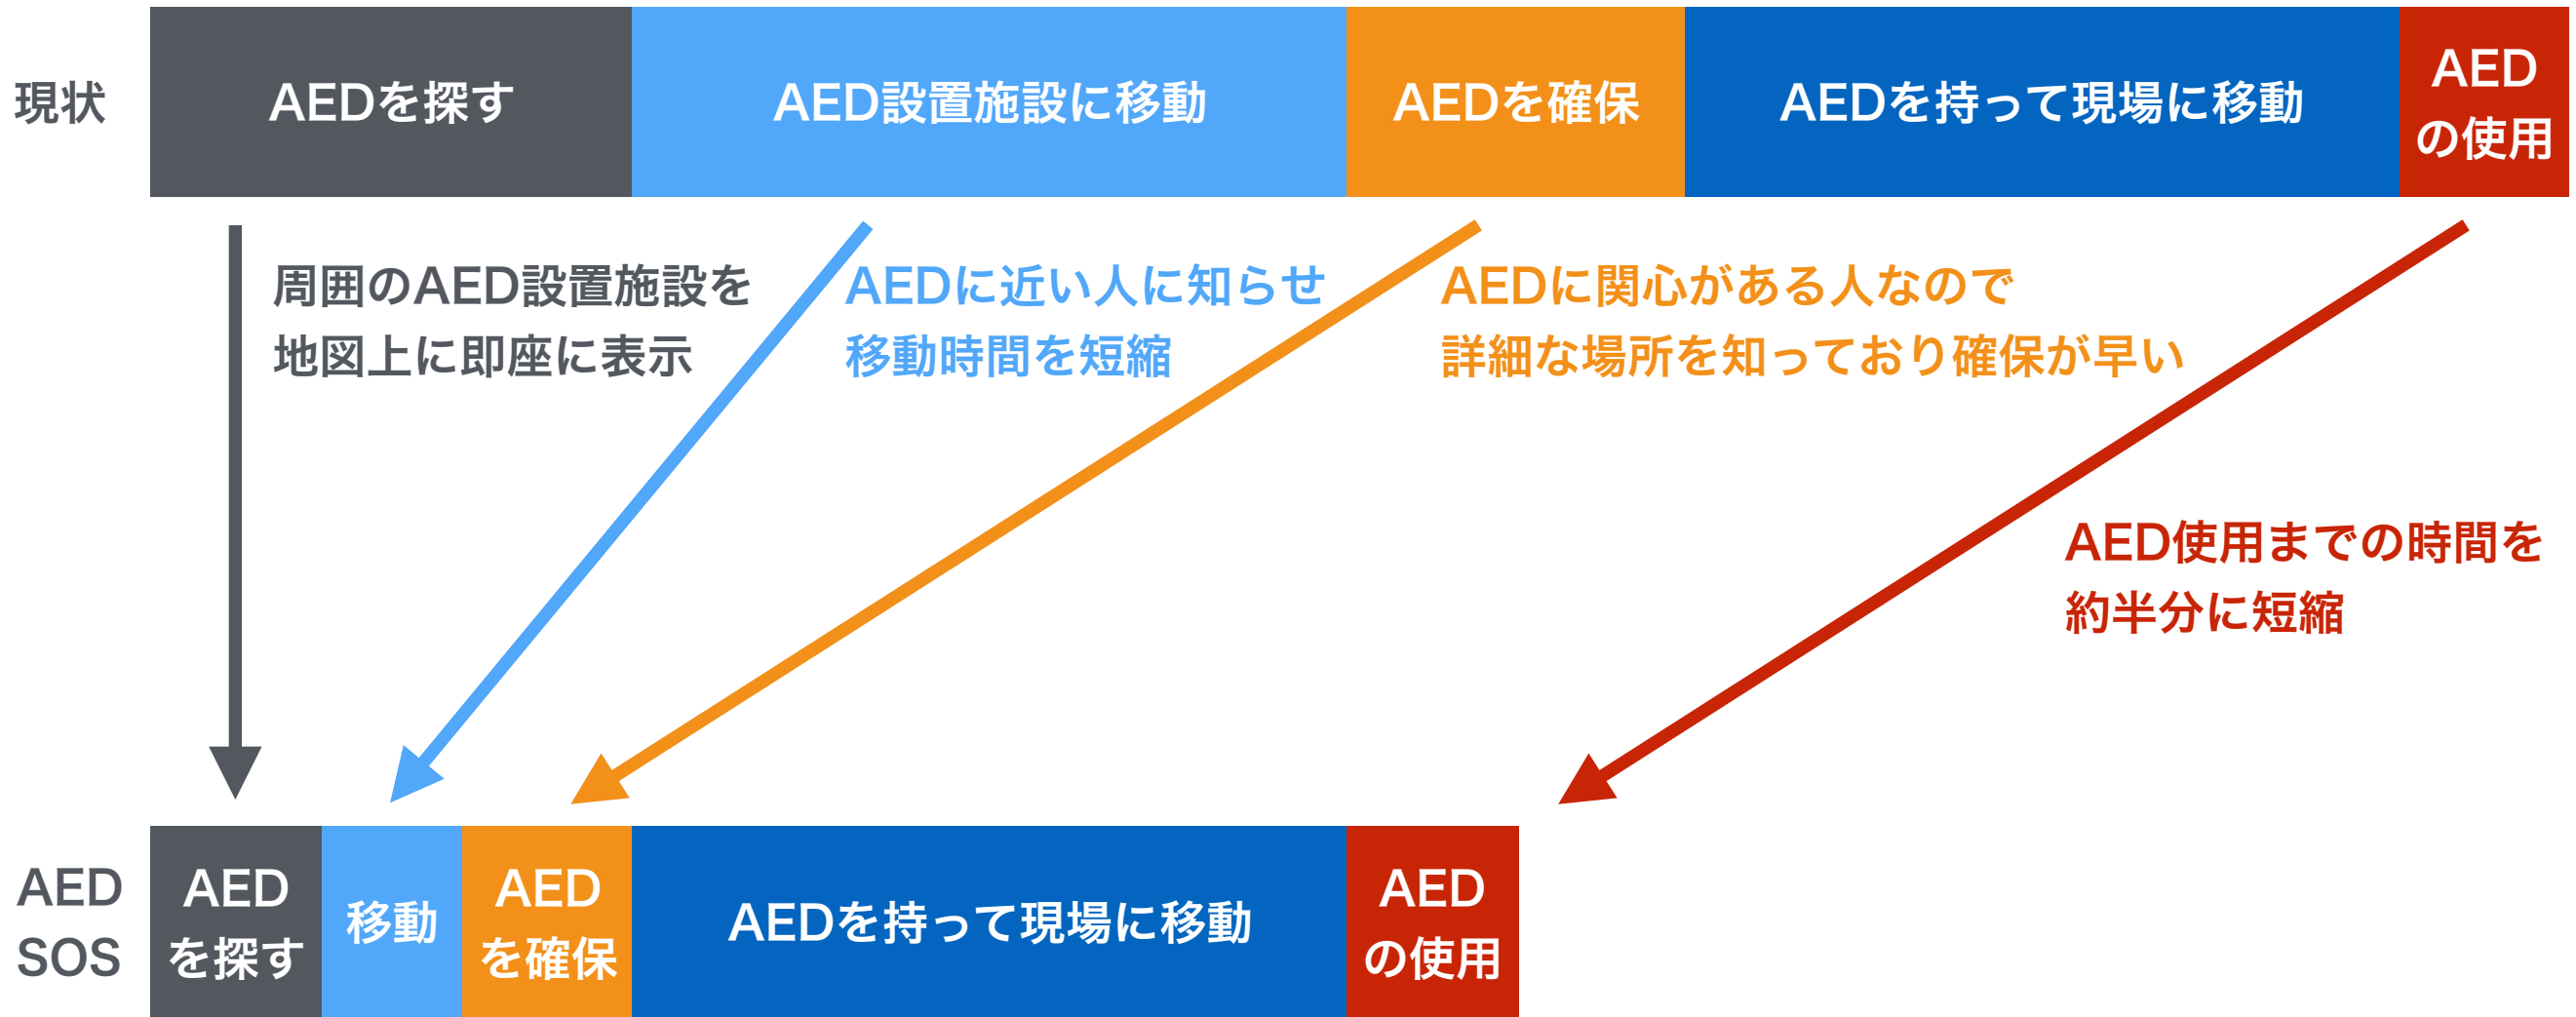 現状
AEDを探す
AED設置施設に移動
AEDを確保
AEDを持って現場に移動
AED
の使用
周囲のAED設置施設を
地図上に即座に表示
AEDに近い人に知らせ
移動時間を短縮
AEDに関心がある人なので
詳細な場所を知っており確保が早い
AED使用までの時間を
約半分に短縮
AED
SOS
AED
を探す
移動
AED
を確保
AEDを持って現場に移動
AED
の使用